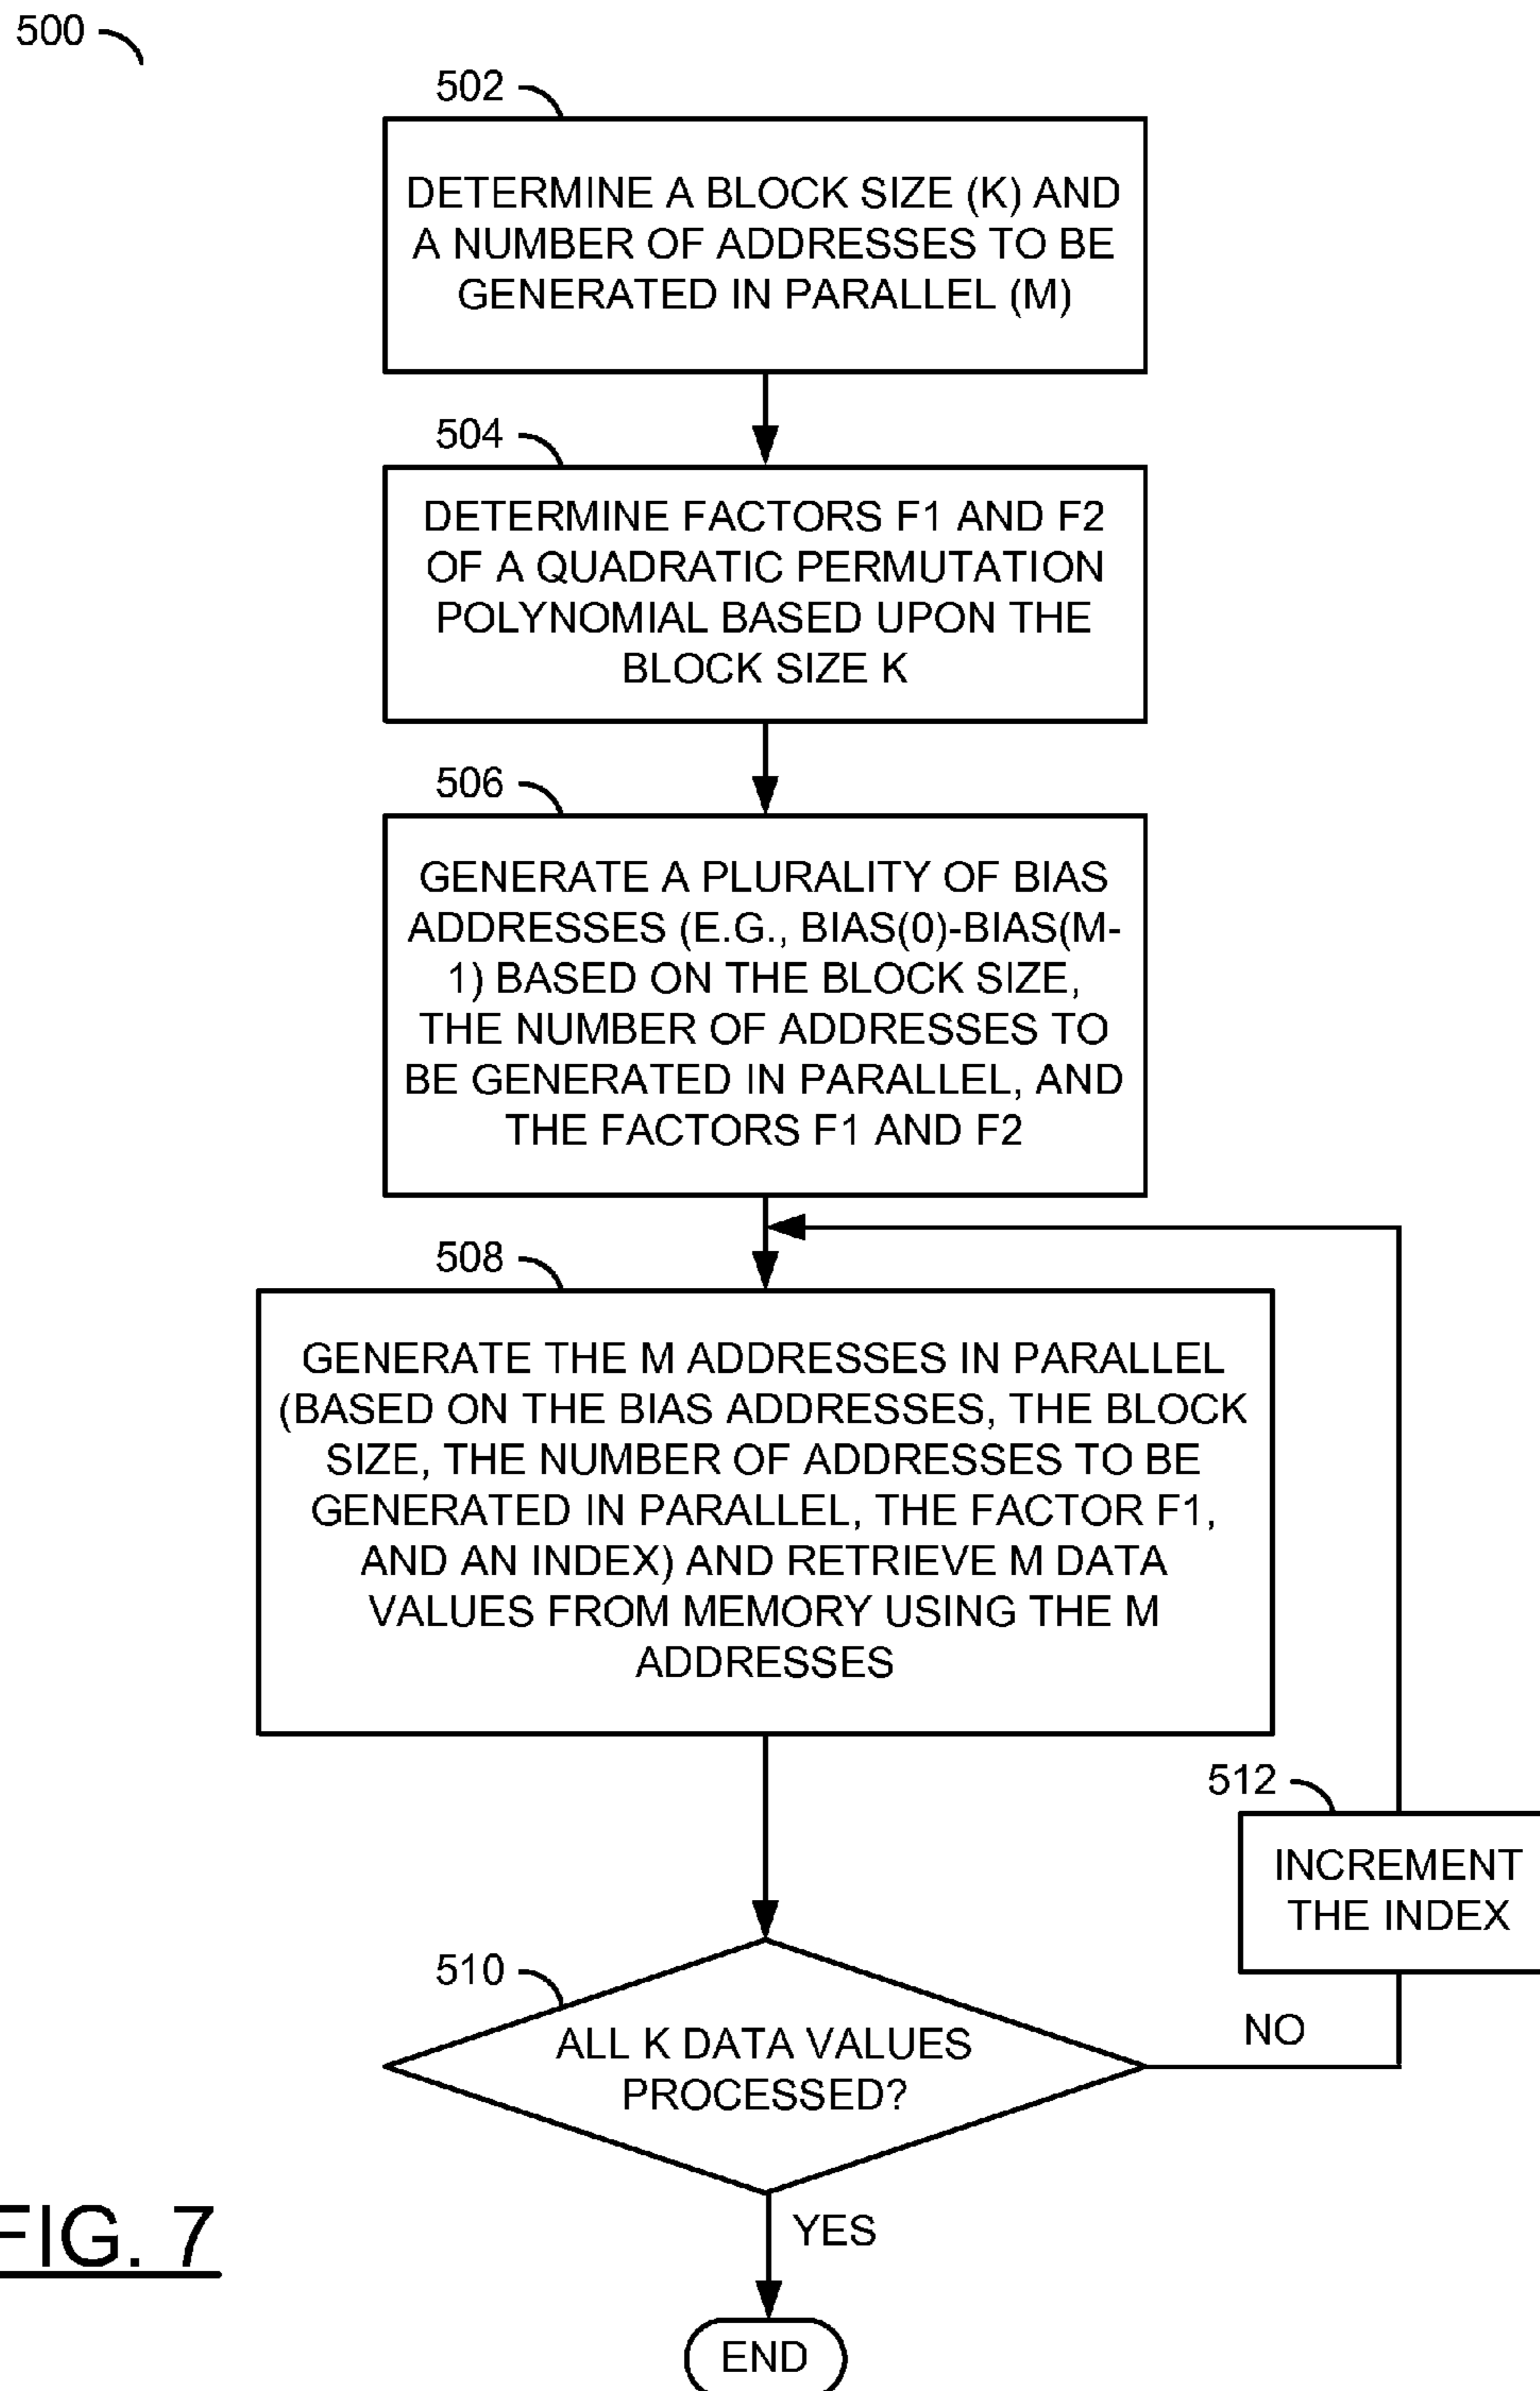 500
502
DETERMINE A BLOCK SIZE (K) AND
A NUMBER OF ADDRESSES TO BE
GENERATED IN PARALLEL (M)
504
DETERMINE FACTORS F1 AND F2
OF A QUADRATIC PERMUTATION
POLYNOMIAL BASED UPON THE
BLOCK SIZE K
506
GENERATE A PLURALITY OF BIAS
ADDRESSES (E.G., BIAS(0)-BIAS(M-
1) BASED ON THE BLOCK SIZE,
THE NUMBER OF ADDRESSES TO
BE GENERATED IN PARALLEL, AND
THE FACTORS F1 AND F2
508
GENERATE THE M ADDRESSES IN PARALLEL
(BASED ON THE BIAS ADDRESSES, THE BLOCK
SIZE, THE NUMBER OF ADDRESSES TO BE
GENERATED IN PARALLEL, THE FACTOR F1,
AND AN INDEX) AND RETRIEVE M DATA
VALUES FROM MEMORY USING THE M
ADDRESSES
512
INCREMENT
THE INDEX
510
ALL K DATA VALUES
PROCESSED?
NO
YES
END
FIG. 7